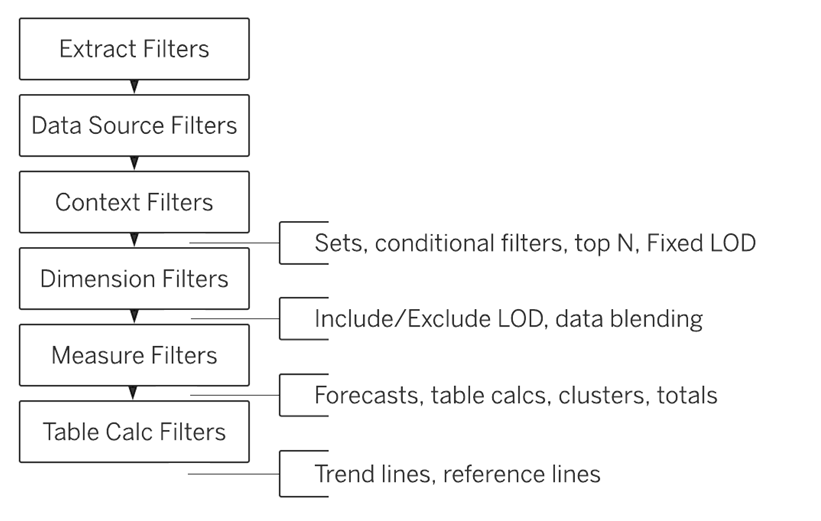 Extract Filters
Data Source Filters
Context Filters
Sets, conditional filters, top N, Fixed LOD
Dimension Filters
Include/Exclude LOD, data blending
Measure Filters
Forecasts, table calcs, clusters, totals
Table Calc Filters
Trend lines, reference lines